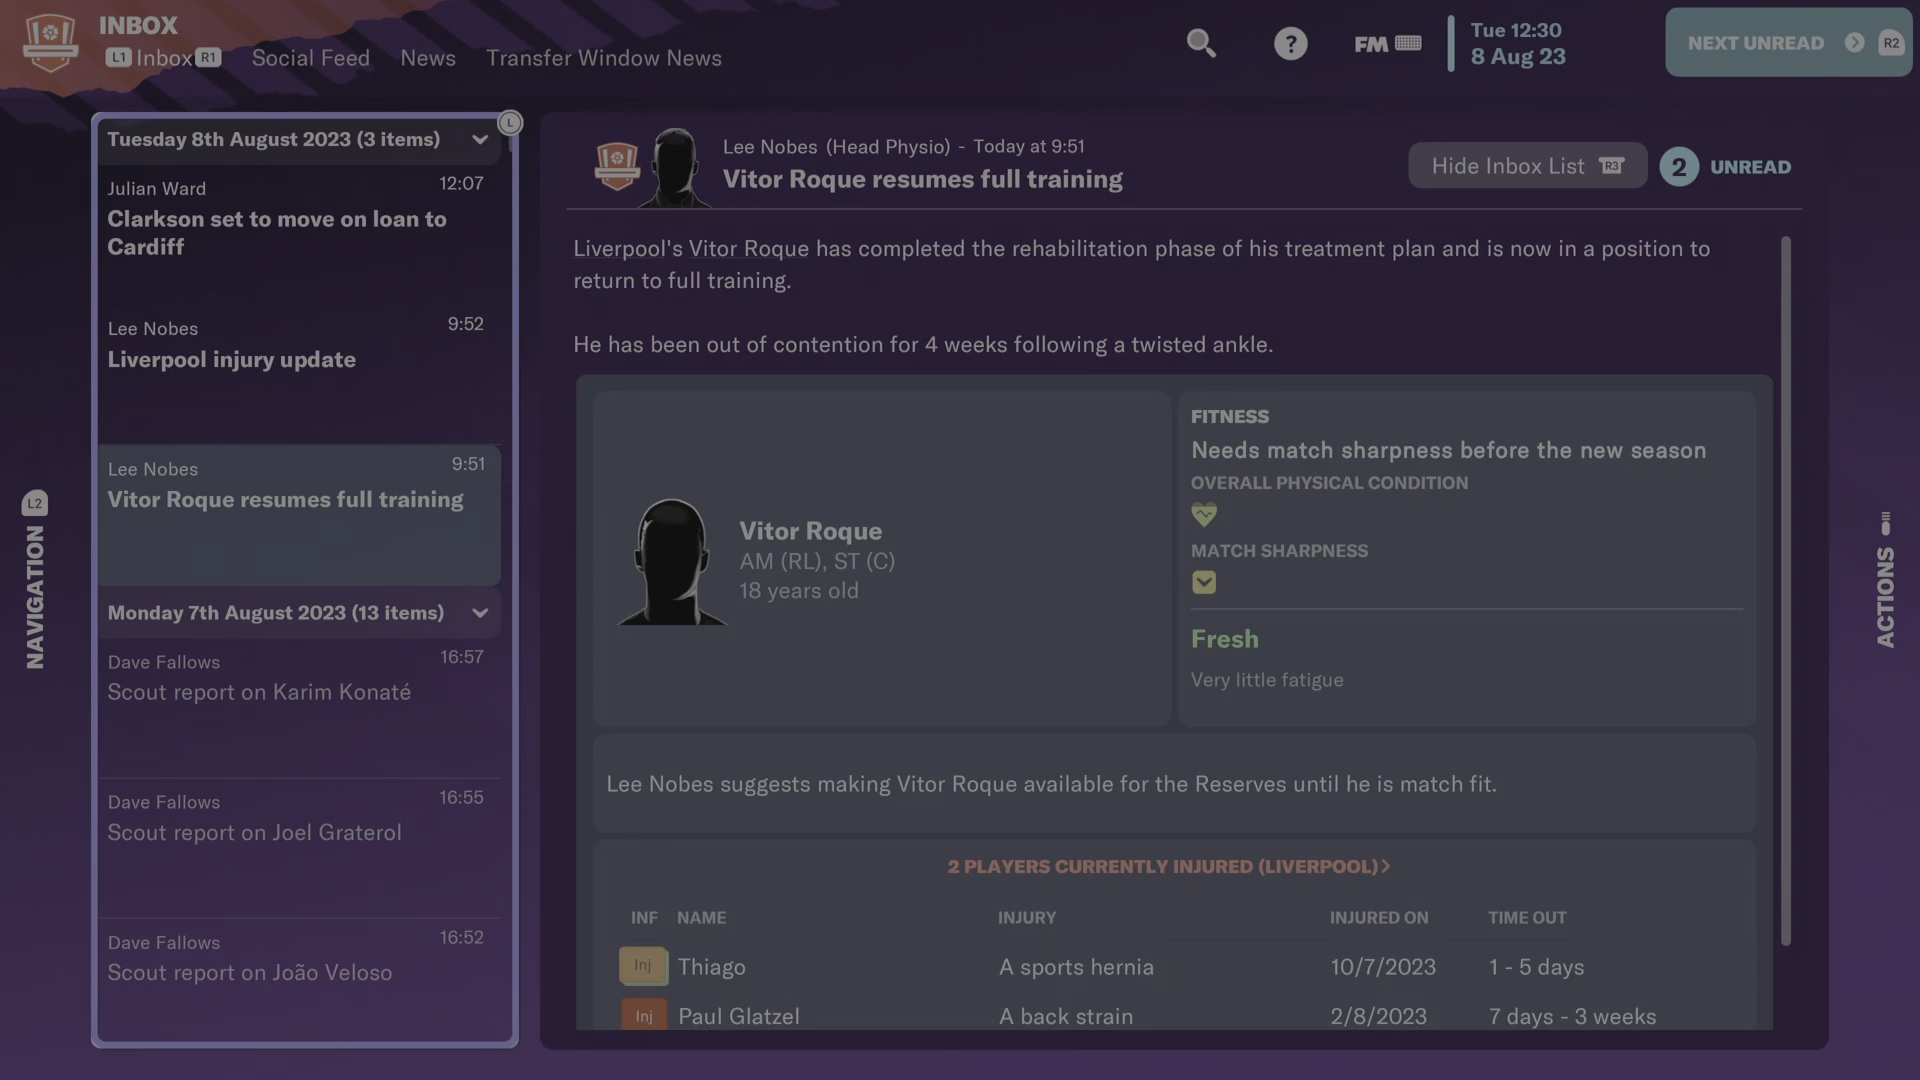 INBOX
L1 Inbox R1 Social Feed News Transfer Window News
?
FM
Tue 12:30
8 Aug 23
NEXT UNREAD R2
Tuesday 8th August 2023 (3 items)
L
Julian Ward 12:07
Clarkson set to move on loan to
Cardiff
Lee Nobes 9:52
Liverpool injury update
Lee Nobes 9:51
Vitor Roque resumes full training
Monday 7th August 2023 (13 items)
Dave Fallows 16:57
Scout report on Karim Konaté
Dave Fallows 16:55
Scout report on Joel Graterol
Dave Fallows 16:52
Scout report on João Veloso
L2
NAVIGATION
Lee Nobes (Head Physio) - Today at 9:51
Vitor Roque resumes full training
Hide Inbox List R3
2 UNREAD
Liverpool's Vitor Roque has completed the rehabilitation phase of his treatment plan and is now in a position to
return to full training.
He has been out of contention for 4 weeks following a twisted ankle.
Vitor Roque
AM (RL), ST (C)
18 years old
FITNESS
Needs match sharpness before the new season
OVERALL PHYSICAL CONDITION
MATCH SHARPNESS
Fresh
Very little fatigue
Lee Nobes suggests making Vitor Roque available for the Reserves until he is match fit.
2 PLAYERS CURRENTLY INJURED (LIVERPOOL)>
INF NAME INJURY INJURED ON TIME OUT
Inj Thiago A sports hernia 10/7/2023 1 - 5 days
Inj Paul Glatzel A back strain 2/8/2023 7 days - 3 weeks
ACTIONS